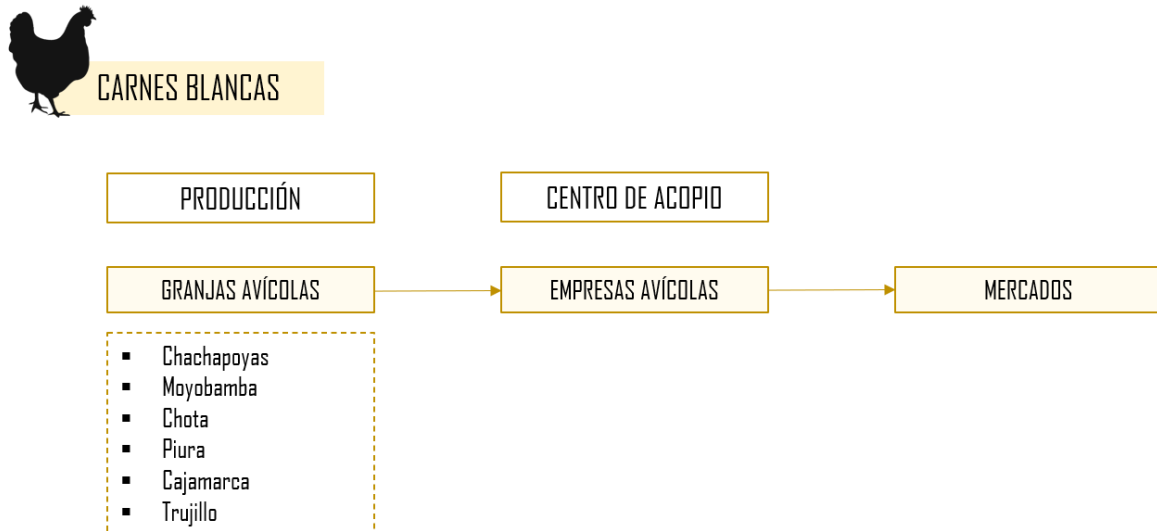 CARNES BLANCAS
PRODUCCIÓN
CENTRO DE ACOPIO
GRANJAS AVÍCOLAS
EMPRESAS AVÍCOLAS
MERCADOS
▪ Chachapoyas
▪ Moyobamba
▪ Chota
▪ Piura
▪ Cajamarca
▪ Trujillo